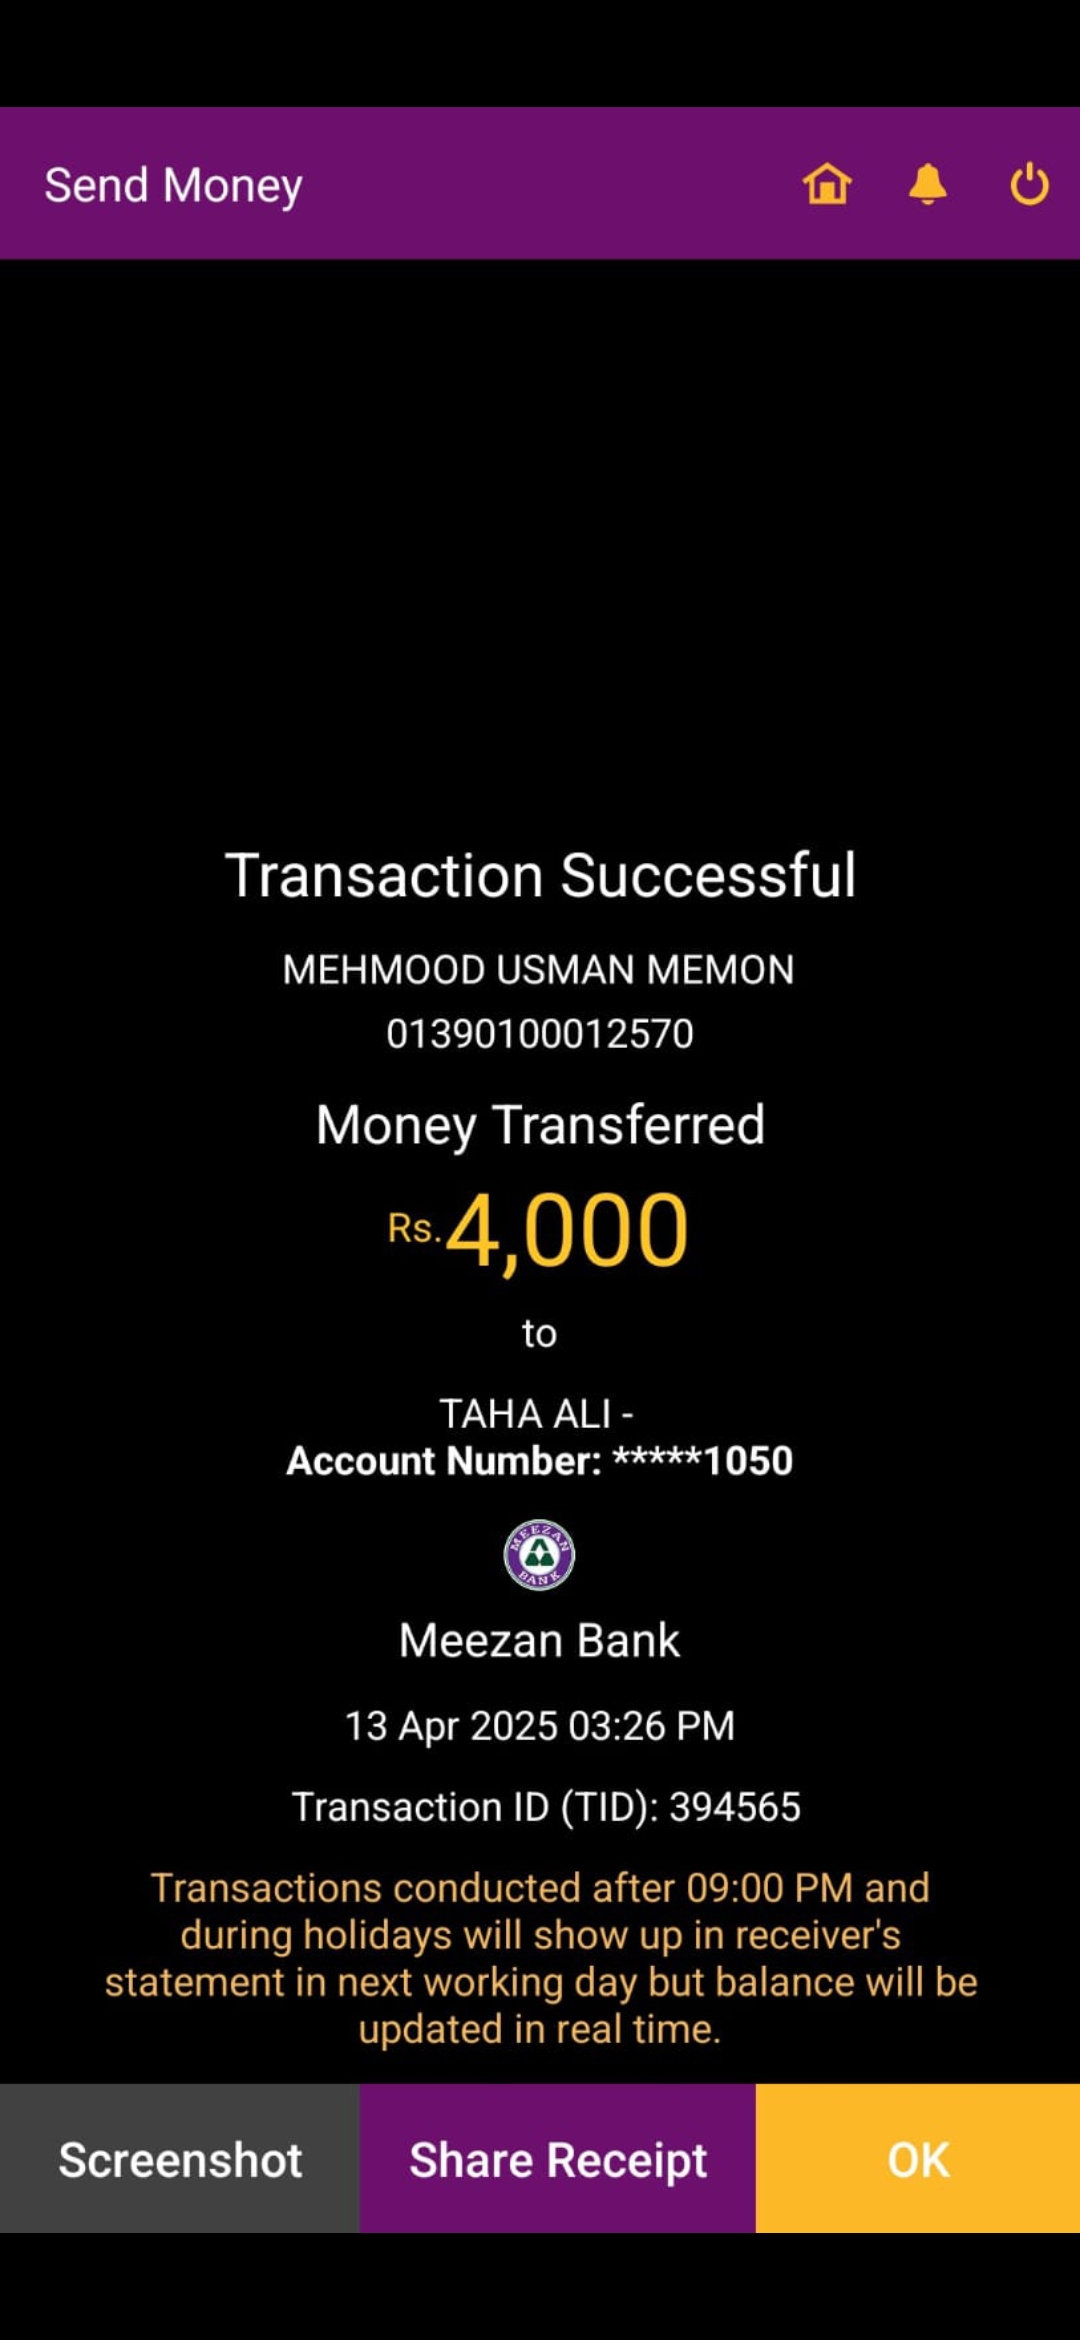 Send Money
Transaction Successful
MEHMOOD USMAN MEMON
01390100012570
Money Transferred
Rs.4,000
to
TAHA ALI -
Account Number: *****1050
MEEZAN
BANK
Meezan Bank
13 Apr 2025 03:26 PM
Transaction ID (TID): 394565
Transactions conducted after 09:00 PM and
during holidays will show up in receiver's
statement in next working day but balance will be
updated in real time.
Screenshot
Share Receipt
OK